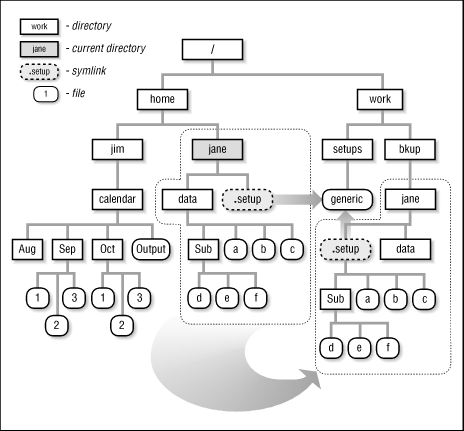 work - directory
jane - current directory
.setup - symlink
1 - file
/
home work
jim jane setups bkup
calendar data .setup generic jane
Aug Sep Oct Output Sub a b c .setup data
1 3 1 3 d e f Sub a b c
2 2
d e f